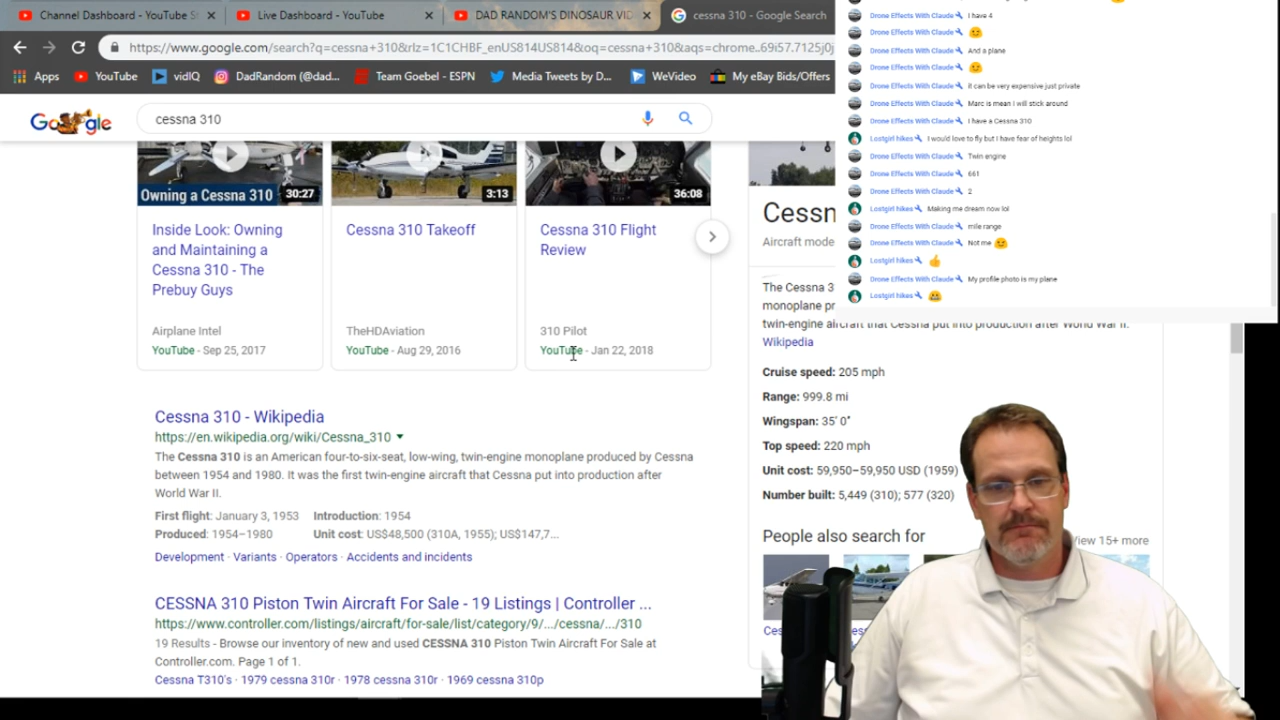 Channel Dashboard - YouTube S
Live Dashboard - YouTube
DAD RANDOM'S DINOSAUR VID
cessna 310 - Google Search
https://www.google.com/search?q=cessna+310&rlz=1C1CHBF_enUS814US814&oq=cessna+310&aqs=chrome..69i57.7125j0j
Apps
YouTube
Dad Random (@dad...
Team Goebel - ESPN
Media Tweets by D...
WeVideo
My eBay Bids/Offers
Google
cessna 310
Owning a Cessna 310
30:27
3:13
36:08
Inside Look: Owning
and Maintaining a
Cessna 310 - The
Prebuy Guys
Airplane Intel
YouTube - Sep 25, 2017
Cessna 310 Takeoff
TheHDAviation
YouTube - Aug 29, 2016
Cessna 310 Flight
Review
310 Pilot
YouTube - Jan 22, 2018
Cessna 310 - Wikipedia
https://en.wikipedia.org/wiki/Cessna_310
The Cessna 310 is an American four-to-six-seat, low-wing, twin-engine monoplane produced by Cessna
between 1954 and 1980. It was the first twin-engine aircraft that Cessna put into production after
World War II.
First flight: January 3, 1953 Introduction: 1954
Produced: 1954–1980 Unit cost: US$48,500 (310A, 1955); US$147,7...
Development · Variants · Operators · Accidents and incidents
CESSNA 310 Piston Twin Aircraft For Sale - 19 Listings | Controller ...
https://www.controller.com/listings/aircraft/for-sale/list/category/9/.../cessna/.../310
19 Results - Browse our inventory of new and used CESSNA 310 Piston Twin Aircraft For Sale at
Controller.com. Page 1 of 1.
Cessna T310's · 1979 cessna 310r · 1978 cessna 310r · 1969 cessna 310p
Cessn
Aircraft mode
The Cessna 3
monoplane pr
twin-engine aircraft that Cessna put into production after World War II.
Wikipedia
Cruise speed: 205 mph
Range: 999.8 mi
Wingspan: 35′ 0″
Top speed: 220 mph
Unit cost: 59,950–59,950 USD (1959)
Number built: 5,449 (310); 577 (320)
People also search for
View 15+ more
Drone Effects With Claude I have 4
Drone Effects With Claude
Drone Effects With Claude And a plane
Drone Effects With Claude
Drone Effects With Claude it can be very expensive just private
Drone Effects With Claude Marc is mean I will stick around
Drone Effects With Claude I have a Cessna 310
Lostgirl hikes I would love to fly but I have fear of heights lol
Drone Effects With Claude Twin engine
Drone Effects With Claude 661
Drone Effects With Claude 2
Lostgirl hikes Making me dream now lol
Drone Effects With Claude mile range
Drone Effects With Claude Not me
Lostgirl hikes
Drone Effects With Claude My profile photo is my plane
Lostgirl hikes